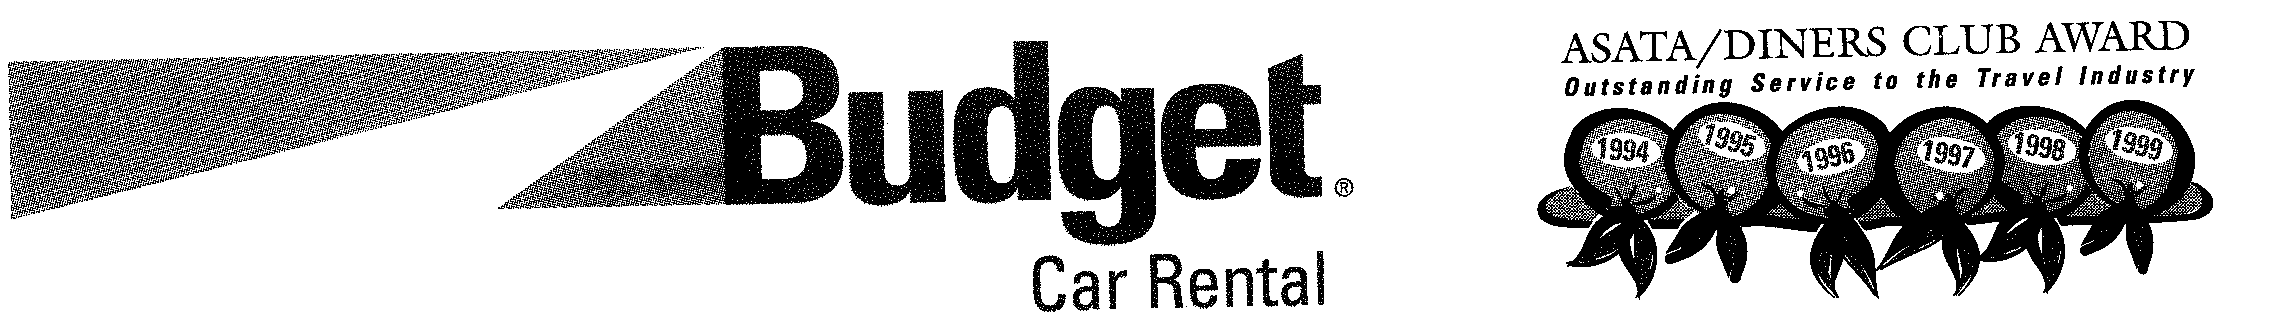 Budget®
Car Rental
ASATA/DINERS CLUB AWARD
Outstanding Service to the Travel Industry
1994 1995 1996 1997 1998 1999